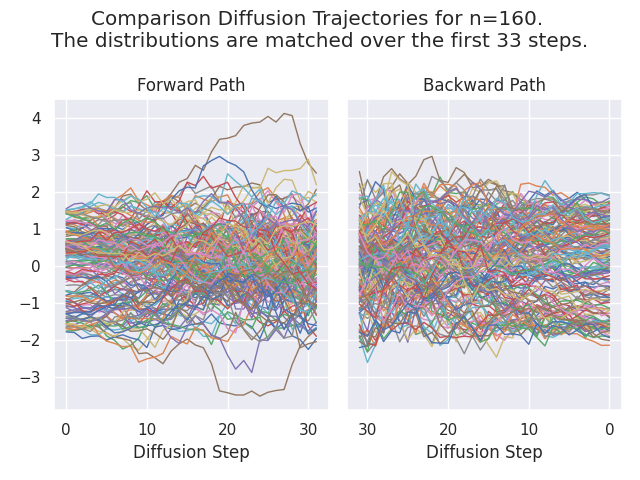 Comparison Diffusion Trajectories for n=160.
The distributions are matched over the first 33 steps.
Forward Path
Backward Path
4
3
2
1
0
−1
−2
−3
0 10 20 30
30 20 10 0
Diffusion Step
Diffusion Step